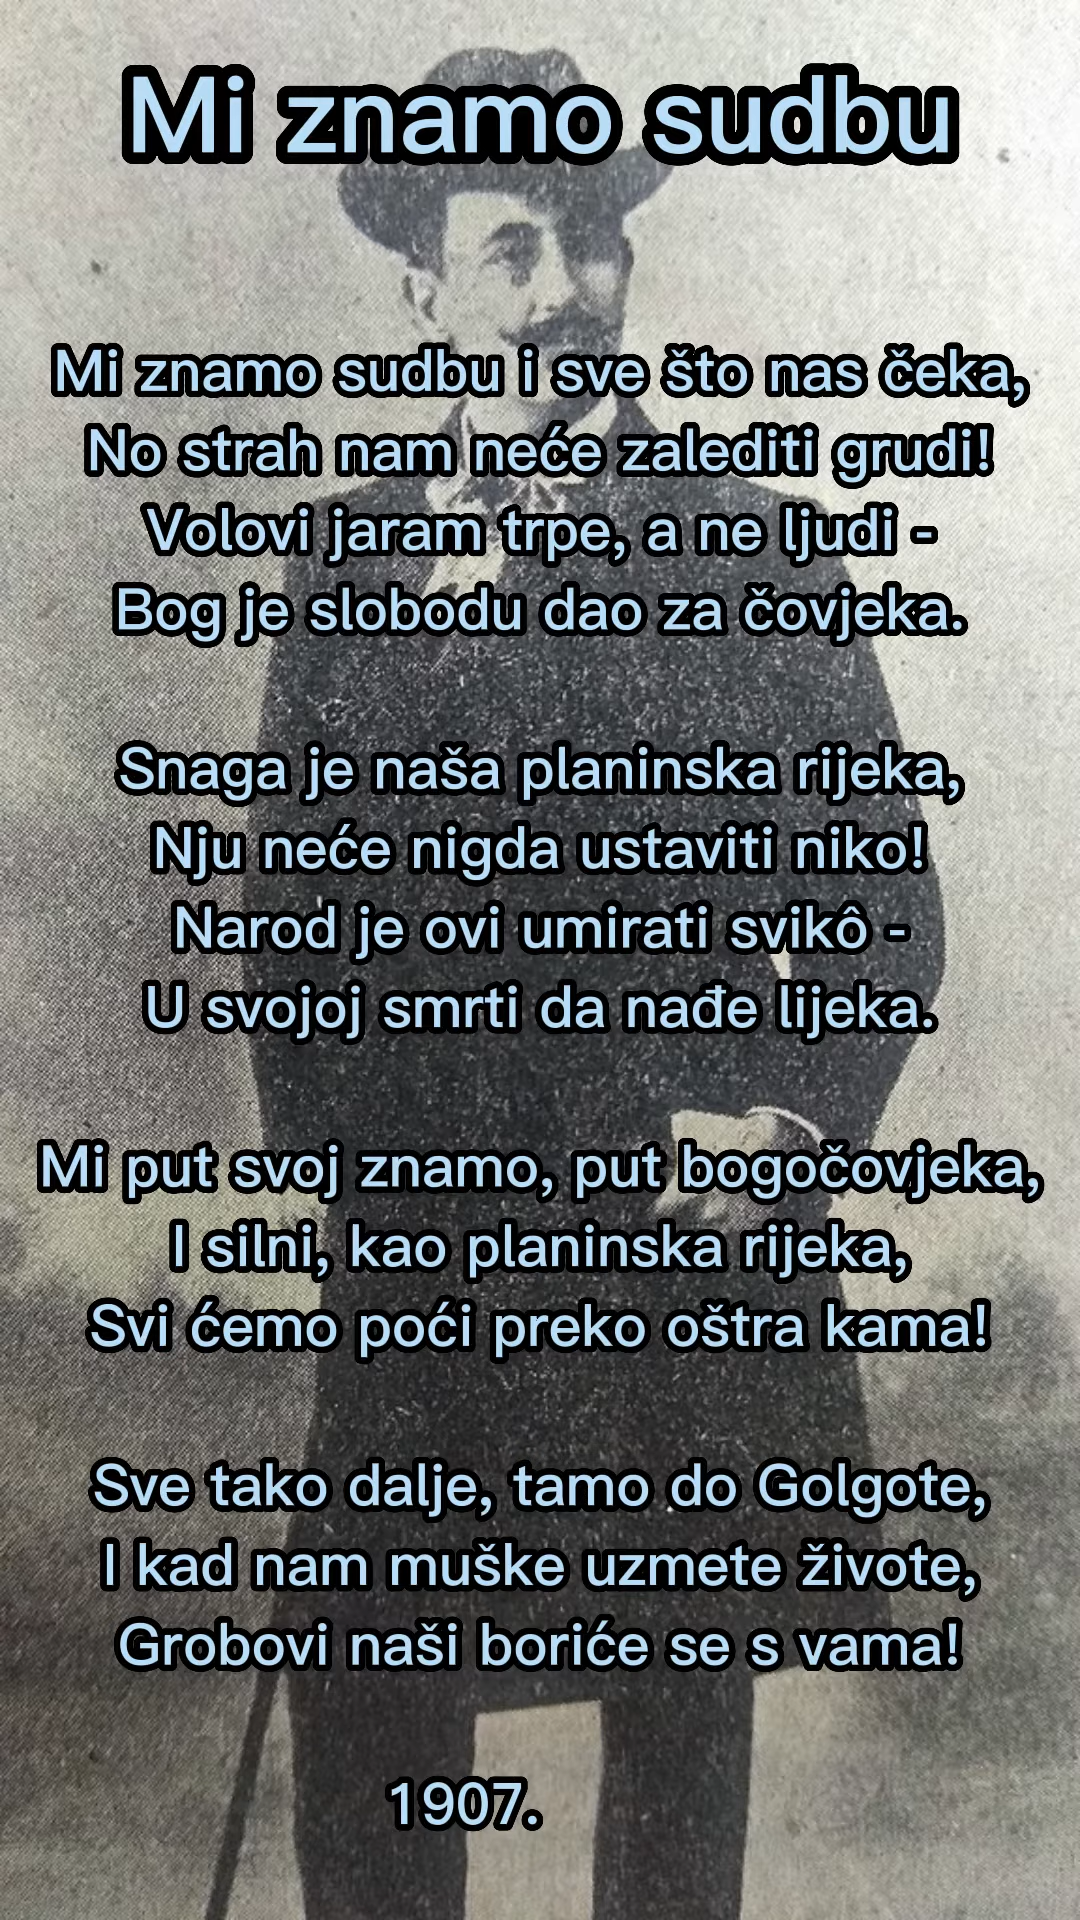 Mi znamo sudbu
Mi znamo sudbu i sve što nas čeka,
No strah nam neće zalediti grudi!
Volovi jaram trpe, a ne ljudi -
Bog je slobodu dao za čovjeka.
Snaga je naša planinska rijeka,
Nju neće nigda ustaviti niko!
Narod je ovi umirati svikô -
U svojoj smrti da nađe lijeka.
Mi put svoj znamo, put bogočovjeka,
I silni, kao planinska rijeka,
Svi ćemo poći preko oštra kama!
Sve tako dalje, tamo do Golgote,
I kad nam muške uzmete živote,
Grobovi naši boriće se s vama!
1907.